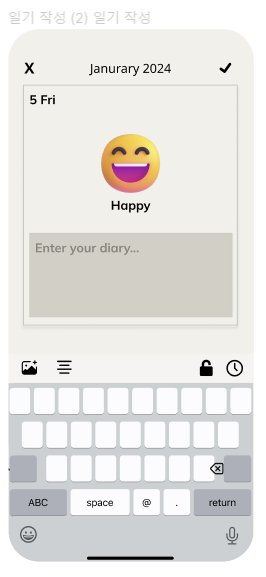 일기 작성 (2) 일기 작성
X Janurary 2024
5 Fri
Happy
Enter your diary...
ABC space @ . return